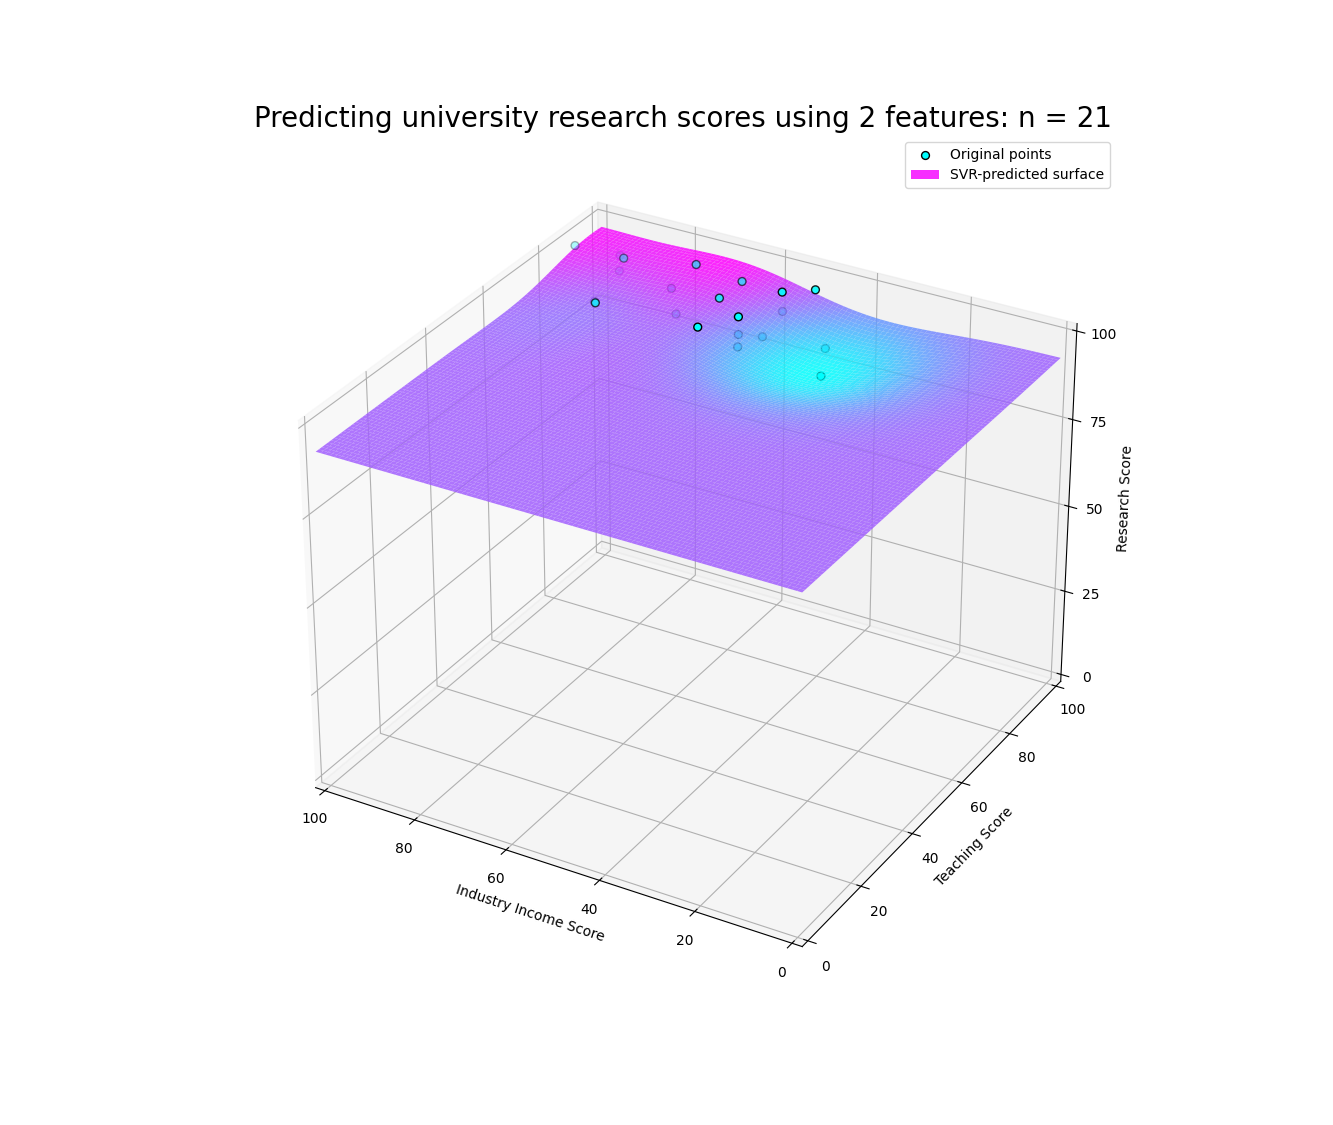 Predicting university research scores using 2 features: n = 21
Original points
SVR-predicted surface
100
75
50
25
0
Research Score
100
80
60
40
20
0
Teaching Score
100
80
60
40
20
0
Industry Income Score